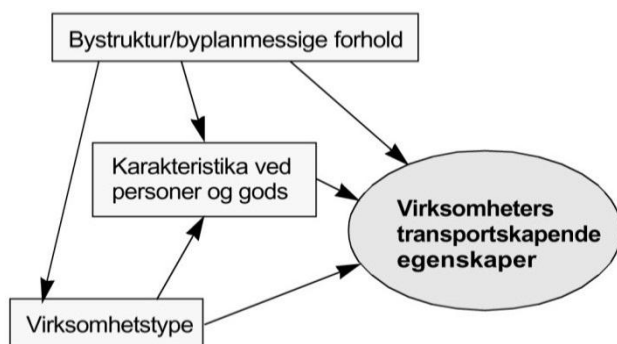 Bystruktur/byplanmessige forhold
Karakteristika ved
personer og gods
Virksomheters
transportskapende
egenskaper
Virksomhetstype